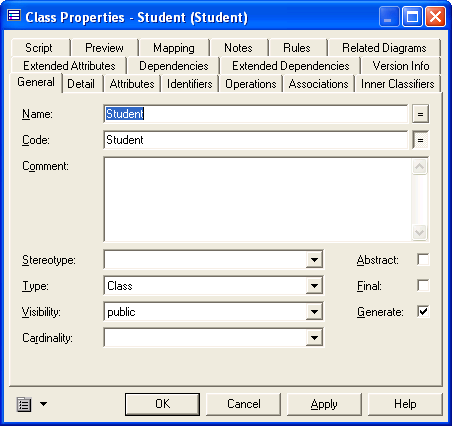 Class Properties - Student (Student)
Script Preview Mapping Notes Rules Related Diagrams
Extended Attributes Dependencies Extended Dependencies Version Info
General Detail Attributes Identifiers Operations Associations Inner Classifiers
Name: Student =
Code: Student =
Comment:
Stereotype: Abstract:
Type: Class Final:
Visibility: public Generate:
Cardinality:
OK Cancel Apply Help